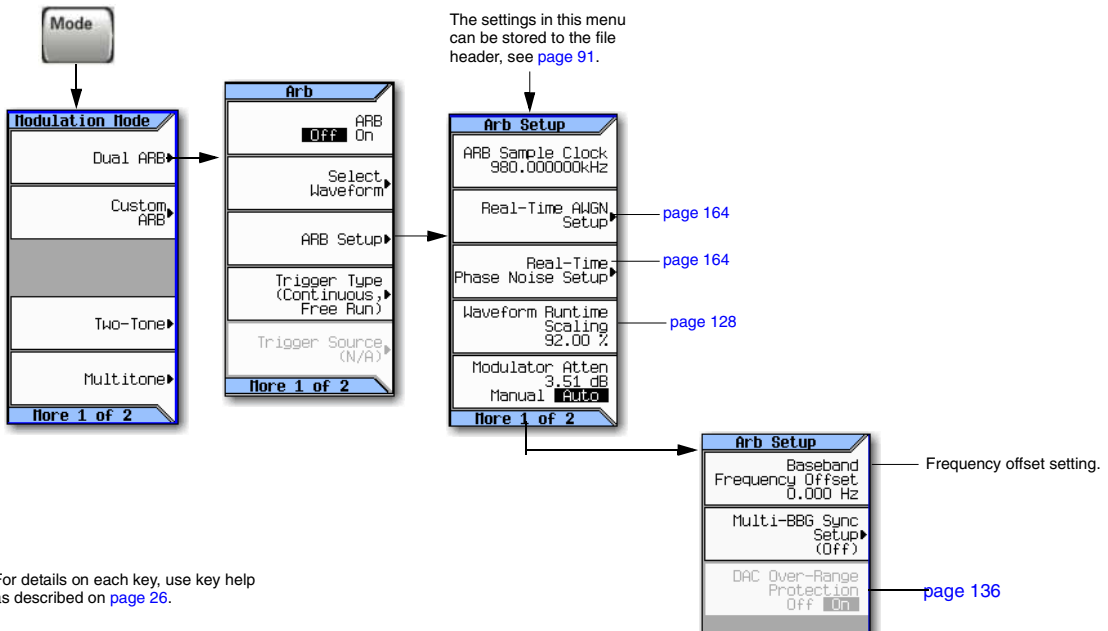 Mode
The settings in this menu
can be stored to the file
header, see page 91.
Modulation Mode
Dual ARB
Custom
ARB
Two-Tone
Multitone
More 1 of 2
Arb
ARB
Off On
Select
Waveform
ARB Setup
Trigger Type
(Continuous,
Free Run)
Trigger Source
(N/A)
More 1 of 2
Arb Setup
ARB Sample Clock
980.000000kHz
Real-Time AWGN
Setup
page 164
Real-Time
Phase Noise Setup
page 164
Waveform Runtime
Scaling
92.00 %
page 128
Modulator Atten
3.51 dB
Manual Auto
More 1 of 2
Arb Setup
Baseband
Frequency Offset
0.000 Hz
Frequency offset setting.
Multi-BBG Sync
Setup
(Off)
DAC Over-Range
Protection
Off On
page 136
For details on each key, use key help
as described on page 26.